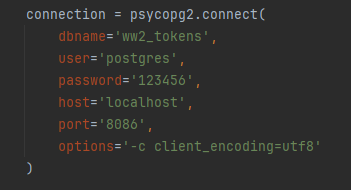 connection = psycopg2.connect(
    dbname='ww2_tokens',
    user='postgres',
    password='123456',
    host='localhost',
    port='8086',
    options='-c client_encoding=utf8'
)